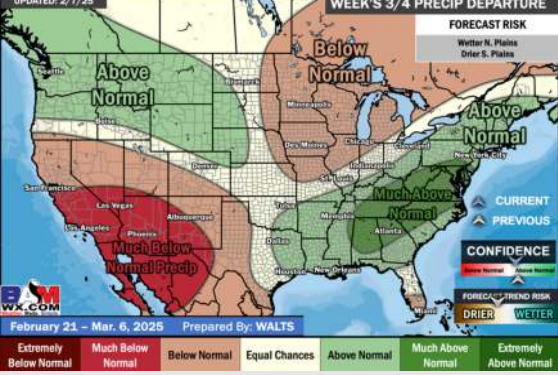 UPDATED: 2/7/25
WEEK'S 3/4 PRECIP DEPARTURE
FORECAST RISK
Wetter N. Plains
Drier S. Plains
Below
Normal
Above
Normal
Seattle
Bismarck
Minneapolis
Boise
Above
Normal
Des Moines
Chicago
Cleveland
New York City
Denver
Indianapolis
St. Louis
San Francisco
Las Vegas
Much Above
Normal
Tulsa
Albuquerque
Memphis
Los Angeles
Phoenix
Atlanta
Dallas
Much Below
Normal Precip
Houston
New Orleans
Miami
CURRENT
PREVIOUS
CONFIDENCE
Below Normal
Above Normal
FORECAST TREND RISK
DRIER
WETTER
BAM
WX.COM
February 21 – Mar. 6, 2025 Prepared By: WALTS
Extremely
Below Normal
Much Below
Normal
Below Normal
Equal Chances
Above Normal
Much Above
Normal
Extremely
Above Normal